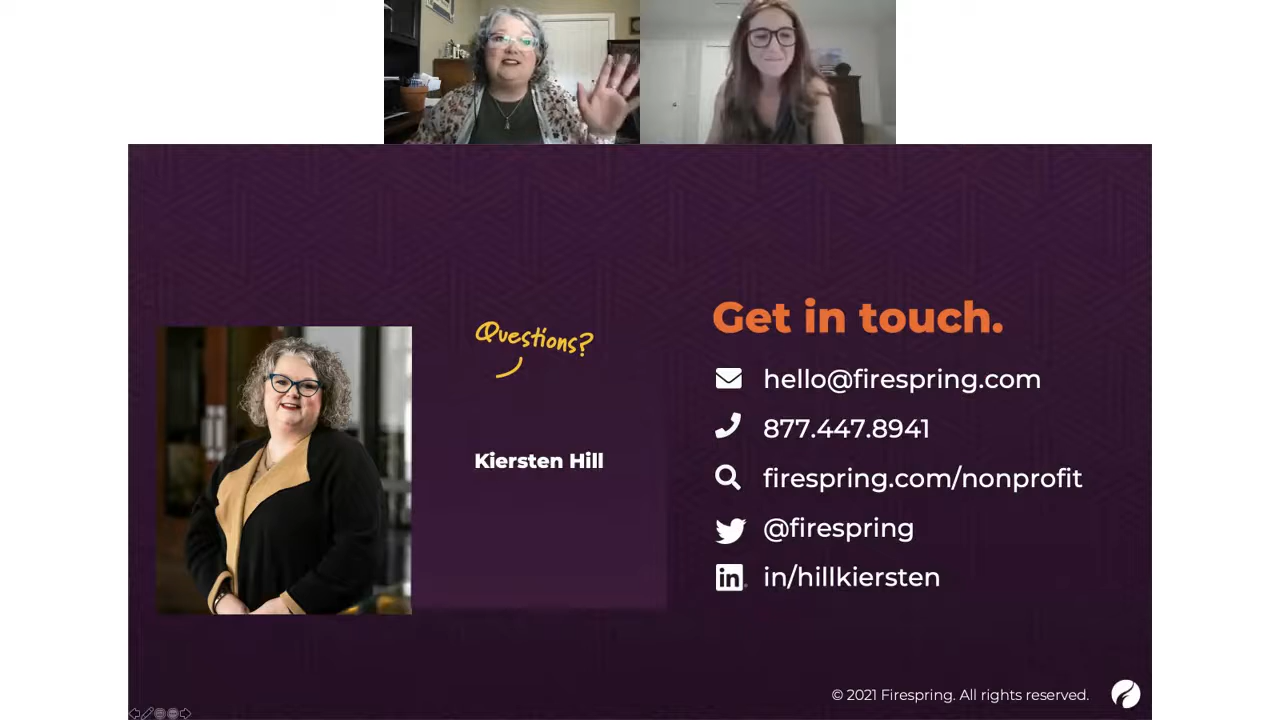 Questions?
Kiersten Hill
Get in touch.
hello@firespring.com
877.447.8941
firespring.com/nonprofit
@firespring
in/hillkiersten
© 2021 Firespring. All rights reserved.